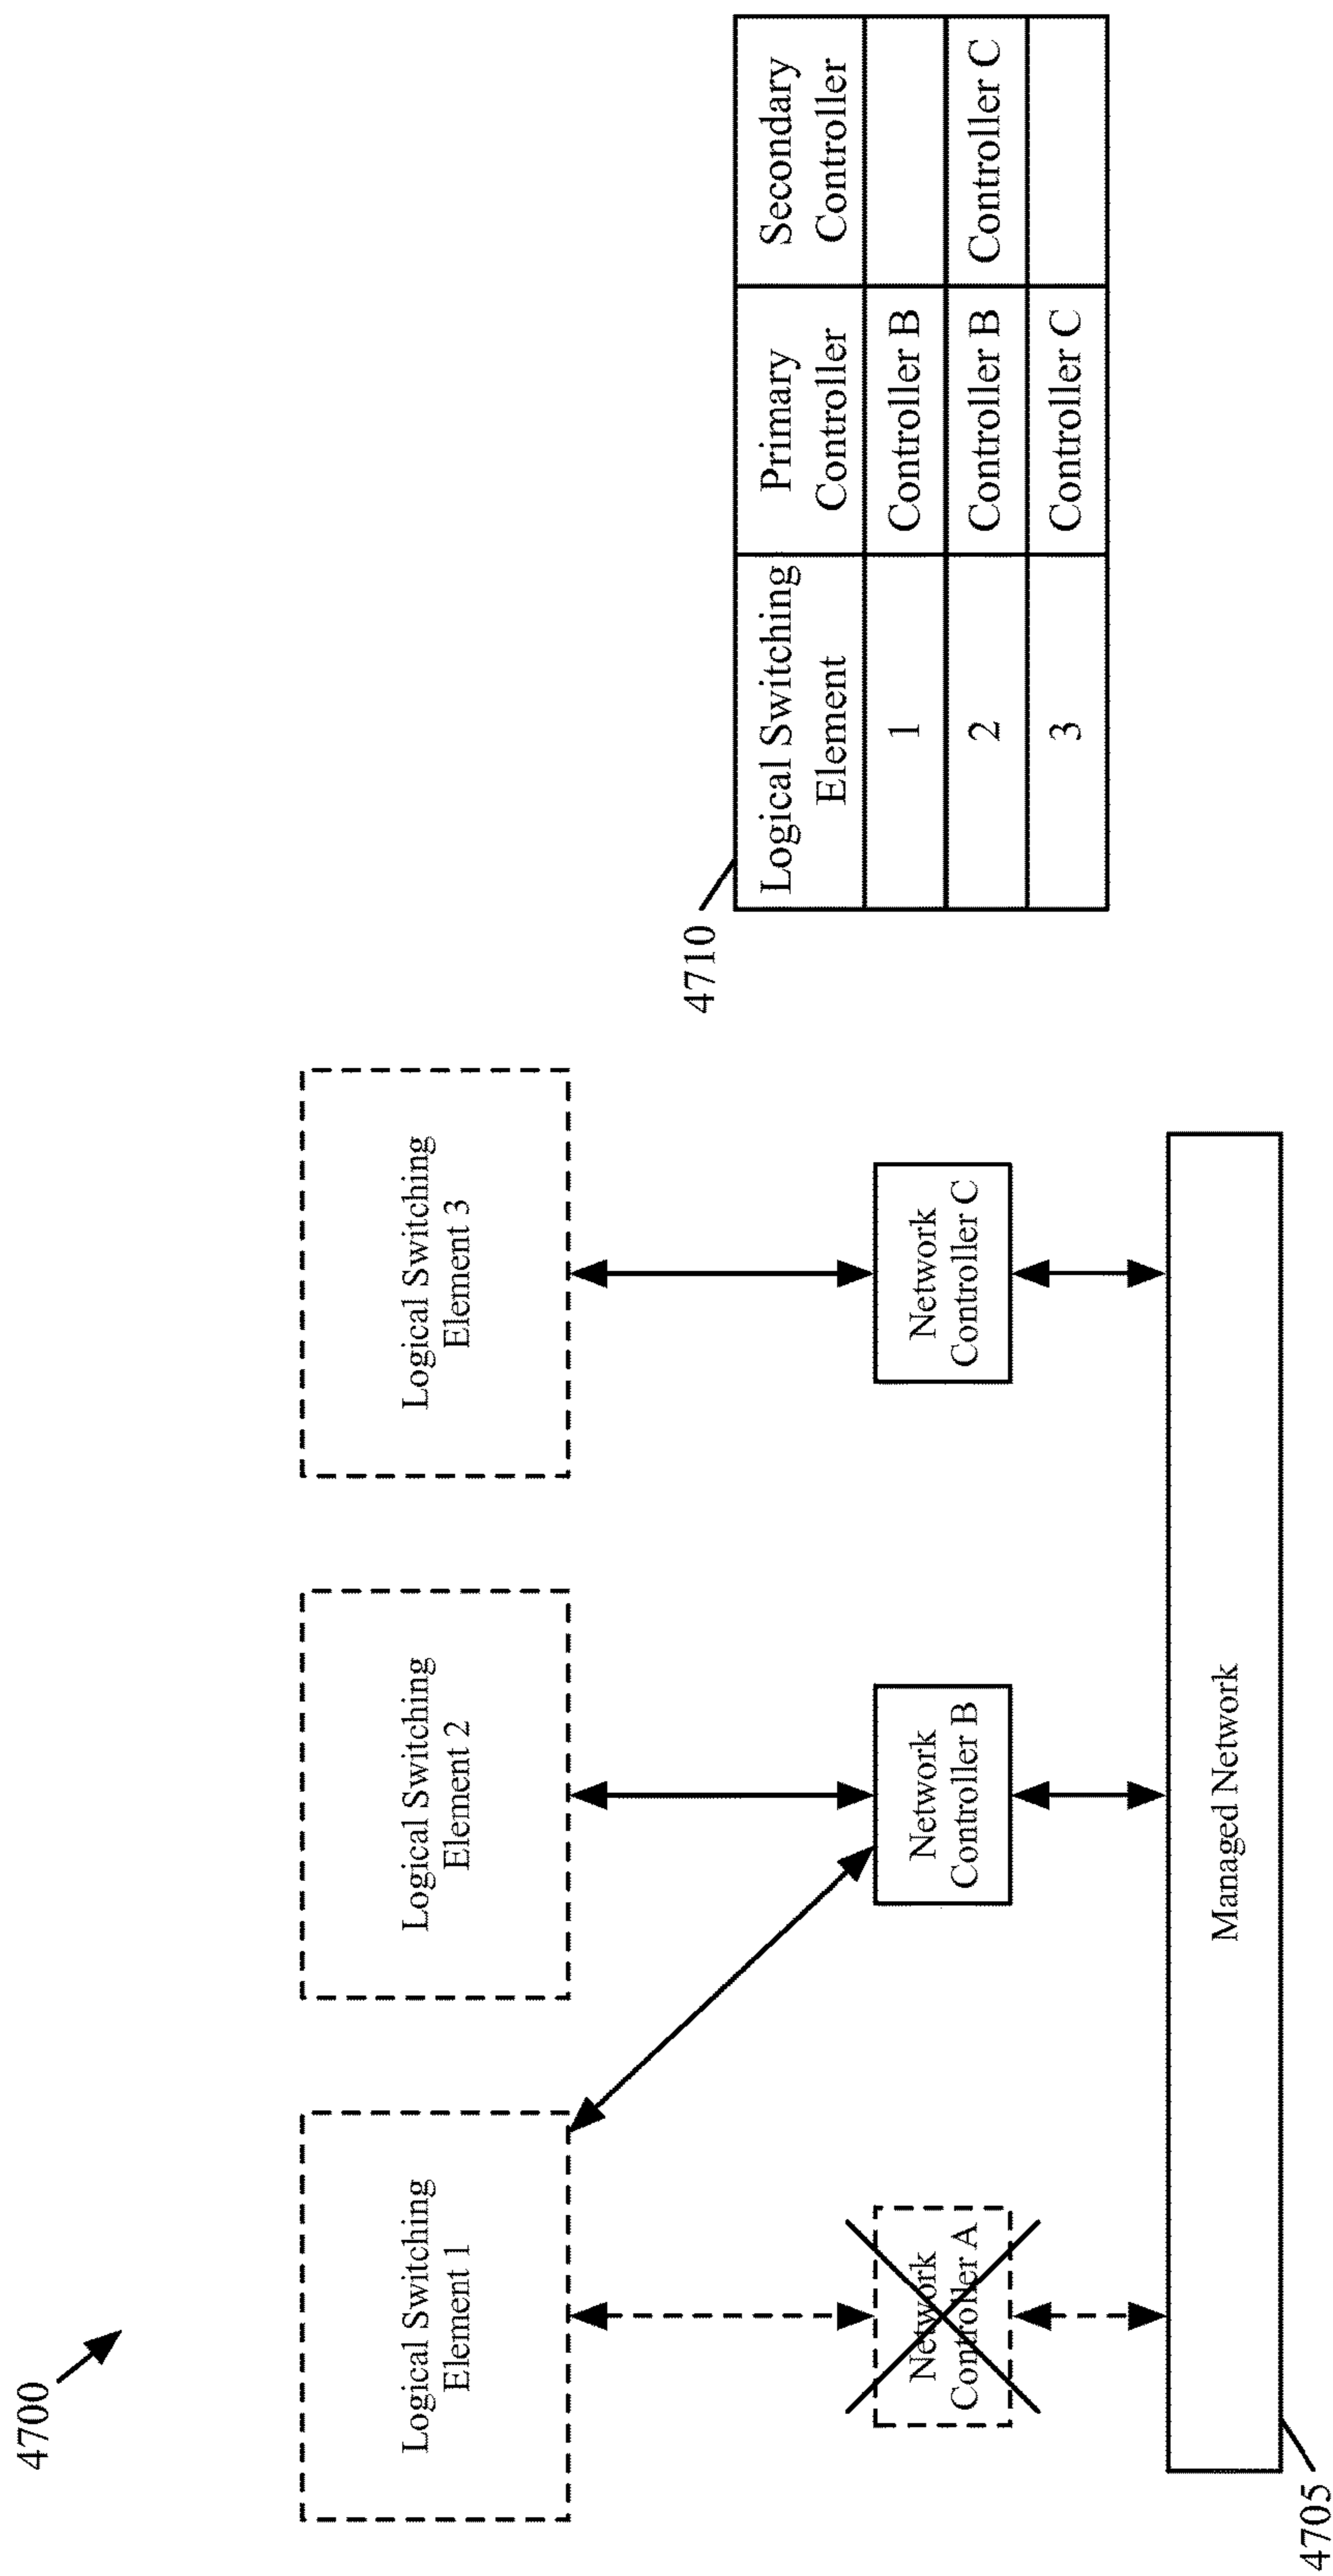 4700
Logical Switching
Element 1
Logical Switching
Element 2
Logical Switching
Element 3
Network
Controller A
Network
Controller B
Network
Controller C
Managed Network
4705
4710
Logical Switching
Element
Primary
Controller
Secondary
Controller
1
Controller B
2
Controller B
Controller C
3
Controller C